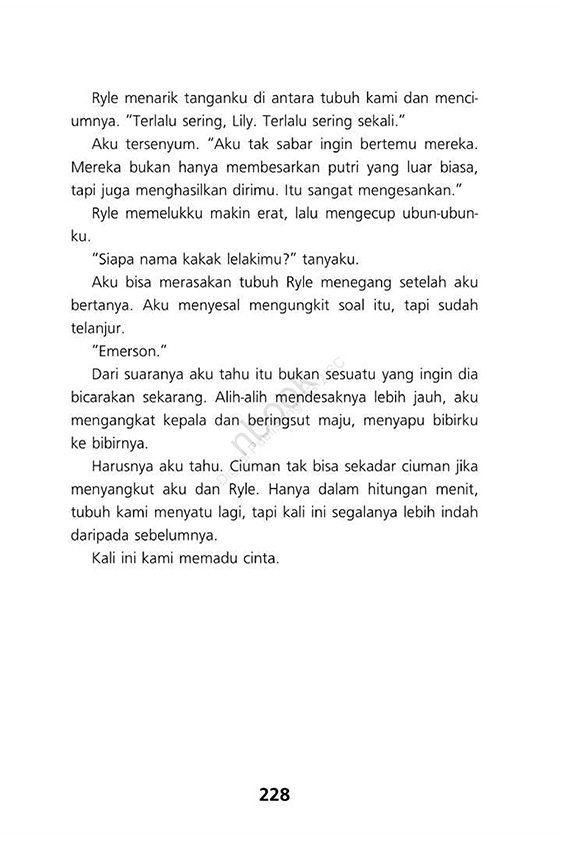 Ryle menarik tanganku di antara tubuh kami dan menci-
umnya. “Terlalu sering, Lily. Terlalu sering sekali.”
Aku tersenyum. “Aku tak sabar ingin bertemu mereka.
Mereka bukan hanya membesarkan putri yang luar biasa,
tapi juga menghasilkan dirimu. Itu sangat mengesankan.”
Ryle memelukku makin erat, lalu mengecup ubun-ubun-
ku.
“Siapa nama kakak lelakimu?” tanyaku.
Aku bisa merasakan tubuh Ryle menegang setelah aku
bertanya. Aku menyesal mengungkit soal itu, tapi sudah
telanjur.
“Emerson.”
Dari suaranya aku tahu itu bukan sesuatu yang ingin dia
bicarakan sekarang. Alih-alih mendesaknya lebih jauh, aku
mengangkat kepala dan beringsut maju, menyapu bibirku
ke bibirnya.
Harusnya aku tahu. Ciuman tak bisa sekadar ciuman jika
menyangkut aku dan Ryle. Hanya dalam hitungan menit,
tubuh kami menyatu lagi, tapi kali ini segalanya lebih indah
daripada sebelumnya.
Kali ini kami memadu cinta.
nbook
228